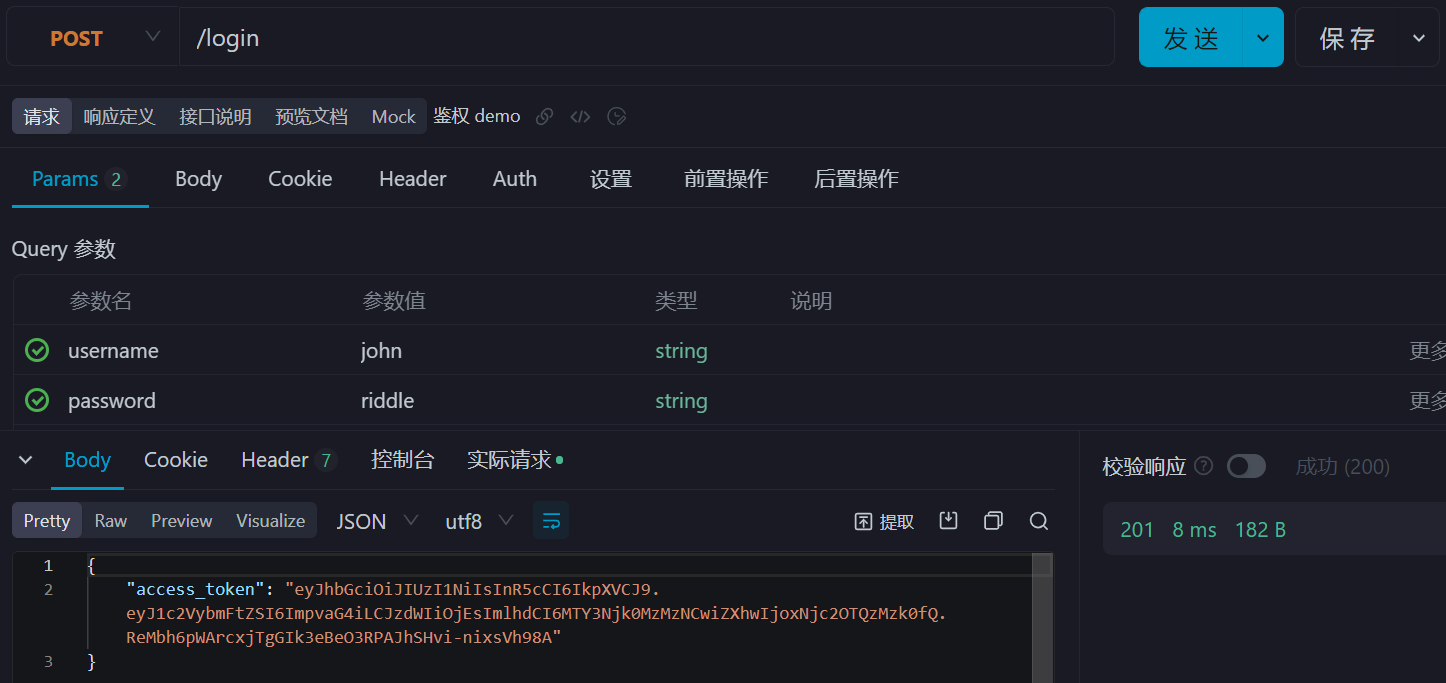 POST /login 发送 保存
请求 响应定义 接口说明 预览文档 Mock 鉴权 demo
Params 2 Body Cookie Header Auth 设置 前置操作 后置操作
Query 参数
参数名 参数值 类型 说明
username john string 更多
password riddle string 更多
Body Cookie Header 7 控制台 实际请求
校验响应 成功 (200)
Pretty Raw Preview Visualize JSON utf8 提取
201 8 ms 182 B
1 {
2 "access_token": "eyJhbGciOiJIUzI1NiIsInR5cCI6IkpXVCJ9.
eyJ1c2VybmFtZSI6ImpvaG4iLCJzdWIiOjEsImlhdCI6MTY3Njk0MzMzNCwiZXhwIjoxNjc2OTQzMzk0fQ.
ReMbh6pWArcxjTgGIk3eBeO3RPAJhSHvi-nixsVh98A"
3 }